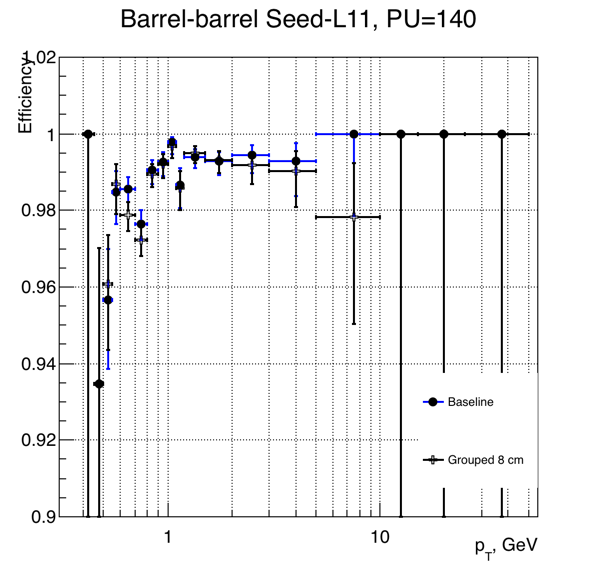 Barrel-barrel Seed-L11, PU=140
Efficiency
1.02
1
0.98
0.96
0.94
0.92
0.9
Baseline
Grouped 8 cm
1
10
p_T, GeV